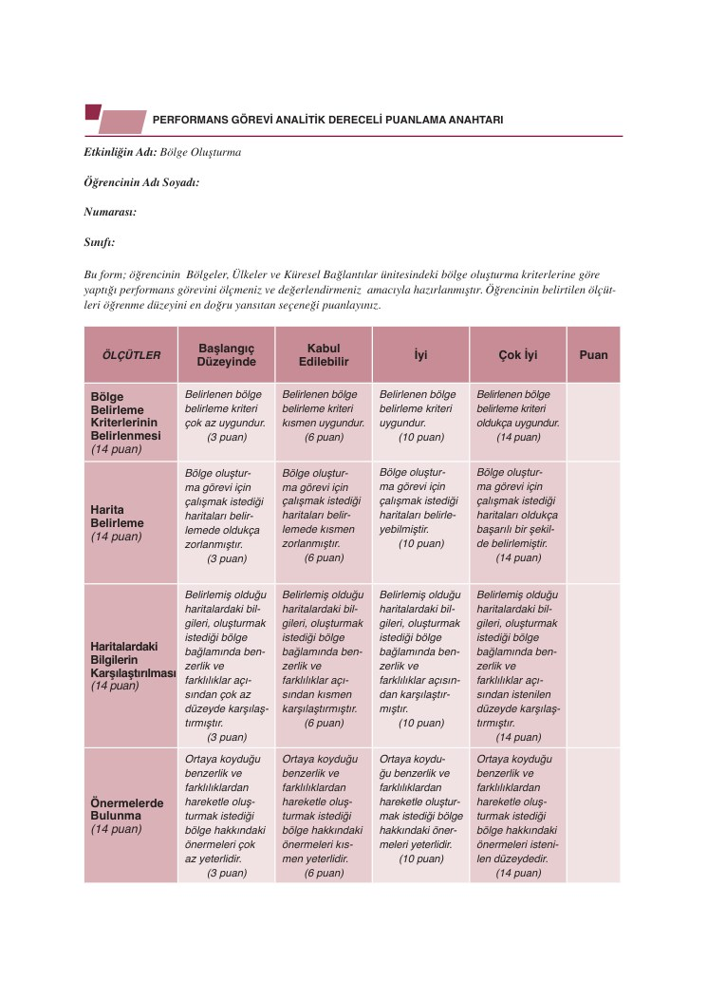 PERFORMANS GÖREVİ ANALİTİK DERECELİ PUANLAMA ANAHTARI
Etkinliğin Adı: Bölge Oluşturma
Öğrencinin Adı Soyadı:
Numarası:
Sınıfı:
Bu form; öğrencinin Bölgeler, Ülkeler ve Küresel Bağlantılar ünitesindeki bölge oluşturma kriterlerine göre
yaptığı performans görevini ölçmeniz ve değerlendirmeniz amacıyla hazırlanmıştır. Öğrencinin belirtilen ölçüt-
leri öğrenme düzeyini en doğru yansıtan seçeneği puanlayınız.
ÖLÇÜTLER
Başlangıç
Düzeyinde
Kabul
Edilebilir
İyi
Çok İyi
Puan
Bölge
Belirleme
Kriterlerinin
Belirlenmesi
(14 puan)
Belirlenen bölge
belirleme kriteri
çok az uygundur.
(3 puan)
Belirlenen bölge
belirleme kriteri
kısmen uygundur.
(6 puan)
Belirlenen bölge
belirleme kriteri
uygundur.
(10 puan)
Belirlenen bölge
belirleme kriteri
oldukça uygundur.
(14 puan)
Harita
Belirleme
(14 puan)
Bölge oluştur-
ma görevi için
çalışmak istediği
haritaları belir-
lemede oldukça
zorlanmıştır.
(3 puan)
Bölge oluştur-
ma görevi için
çalışmak istediği
haritaları belir-
lemede kısmen
zorlanmıştır.
(6 puan)
Bölge oluştur-
ma görevi için
çalışmak istediği
haritaları belirle-
yebilmiştir.
(10 puan)
Bölge oluştur-
ma görevi için
çalışmak istediği
haritaları oldukça
başarılı bir şekil-
de belirlemiştir.
(14 puan)
Haritalardaki
Bilgilerin
Karşılaştırılması
(14 puan)
Belirlemiş olduğu
haritalardaki bil-
gileri, oluşturmak
istediği bölge
bağlamında ben-
zerlik ve
farklılıklar açı-
sından çok az
düzeyde karşılaş-
tırmıştır.
(3 puan)
Belirlemiş olduğu
haritalardaki bil-
gileri, oluşturmak
istediği bölge
bağlamında ben-
zerlik ve
farklılıklar açı-
sından kısmen
karşılaştırmıştır.
(6 puan)
Belirlemiş olduğu
haritalardaki bil-
gileri, oluşturmak
istediği bölge
bağlamında ben-
zerlik ve
farklılıklar açısın-
dan karşılaştır-
mıştır.
(10 puan)
Belirlemiş olduğu
haritalardaki bil-
gileri, oluşturmak
istediği bölge
bağlamında ben-
zerlik ve
farklılıklar açı-
sından istenilen
düzeyde karşılaş-
tırmıştır.
(14 puan)
Önermelerde
Bulunma
(14 puan)
Ortaya koyduğu
benzerlik ve
farklılıklardan
hareketle oluş-
turmak istediği
bölge hakkındaki
önermeleri çok
az yeterlidir.
(3 puan)
Ortaya koyduğu
benzerlik ve
farklılıklardan
hareketle oluş-
turmak istediği
bölge hakkındaki
önermeleri kıs-
men yeterlidir.
(6 puan)
Ortaya koydu-
ğu benzerlik ve
farklılıklardan
hareketle oluştur-
mak istediği bölge
hakkındaki öner-
meleri yeterlidir.
(10 puan)
Ortaya koyduğu
benzerlik ve
farklılıklardan
hareketle oluş-
turmak istediği
bölge hakkındaki
önermeleri isteni-
len düzeydedir.
(14 puan)